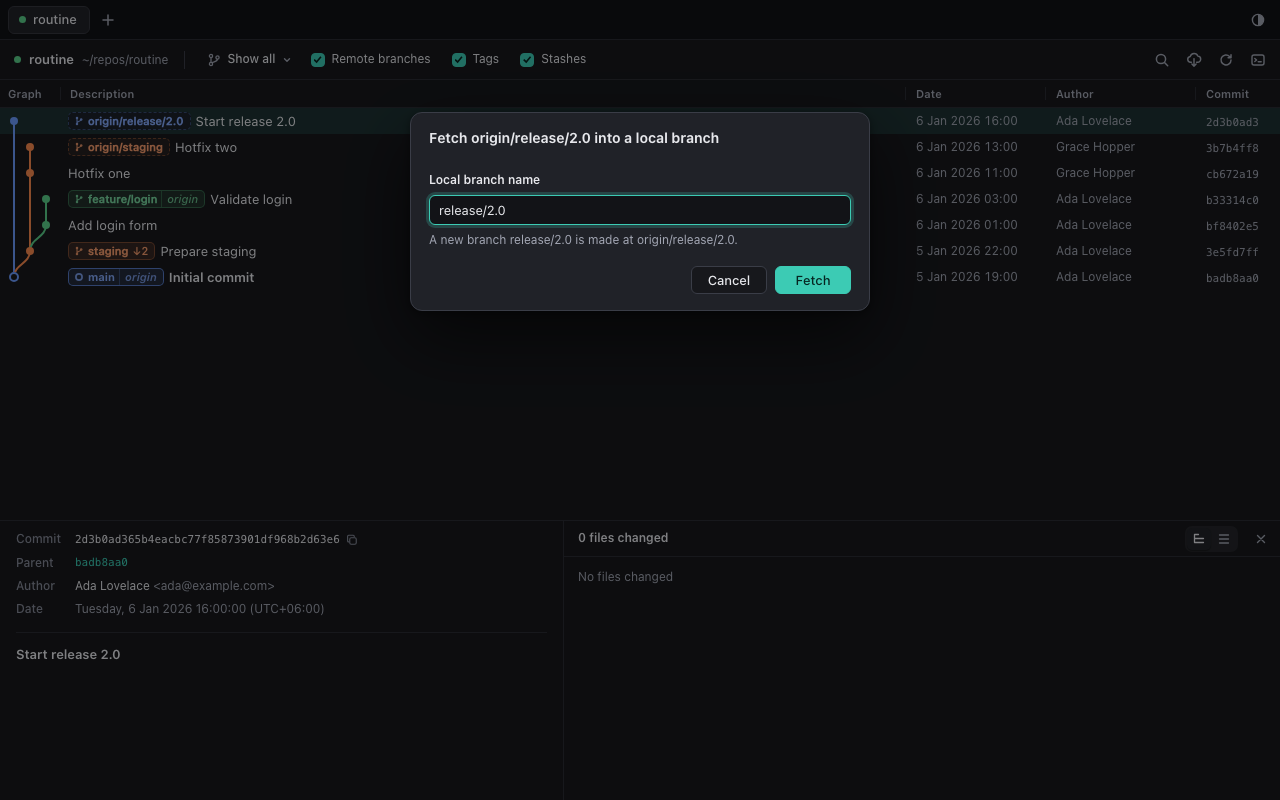 routine
routine ~/repos/routine Show all Remote branches Tags Stashes
Graph Description Date Author Commit
origin/release/2.0 Start release 2.0 6 Jan 2026 16:00 Ada Lovelace 2d3b0ad3
origin/staging Hotfix two 6 Jan 2026 13:00 Grace Hopper 3b7b4ff8
Hotfix one 6 Jan 2026 11:00 Grace Hopper cb672a19
feature/login origin Validate login 6 Jan 2026 03:00 Ada Lovelace b33314c0
Add login form 6 Jan 2026 01:00 Ada Lovelace bf8402e5
staging ↓2 Prepare staging 5 Jan 2026 22:00 Ada Lovelace 3e5fd7ff
main origin Initial commit 5 Jan 2026 19:00 Ada Lovelace badb8aa0
Fetch origin/release/2.0 into a local branch
Local branch name
release/2.0
A new branch release/2.0 is made at origin/release/2.0.
Cancel Fetch
Commit 2d3b0ad365b4eacbc77f85873901df968b2d63e6
Parent badb8aa0
Author Ada Lovelace <ada@example.com>
Date Tuesday, 6 Jan 2026 16:00:00 (UTC+06:00)
Start release 2.0
0 files changed
No files changed